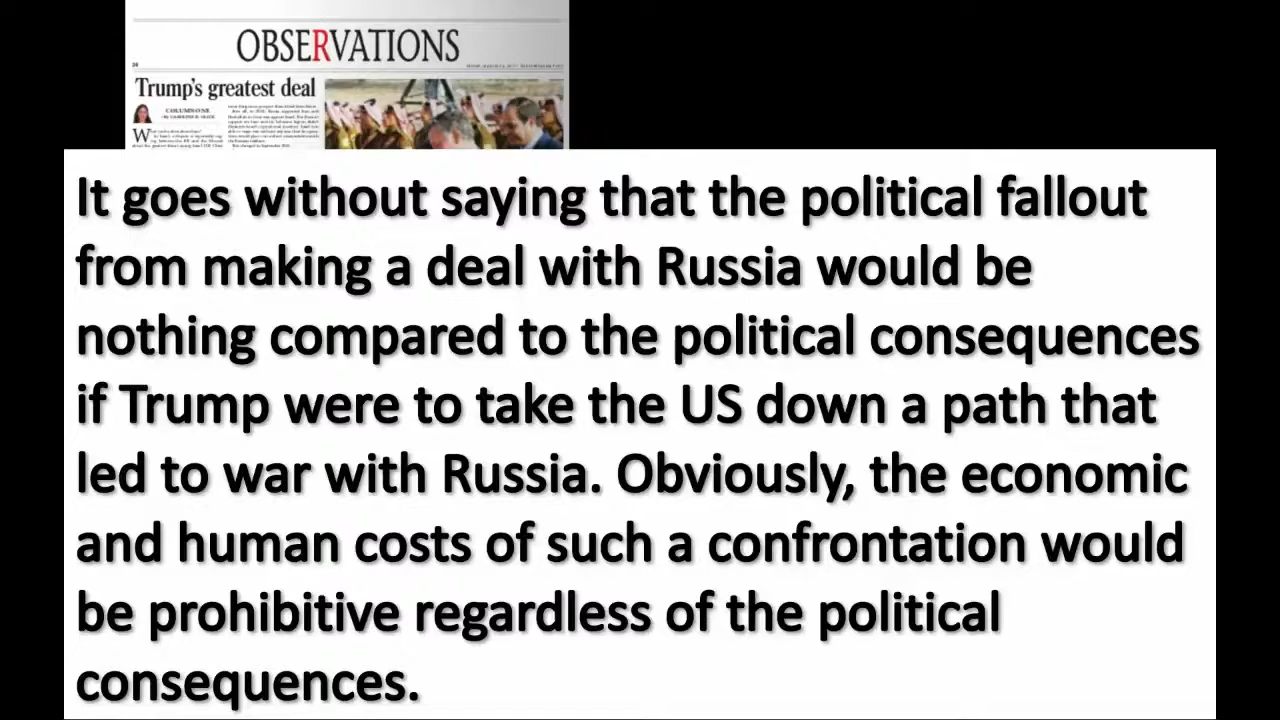 OBSERVATIONS
Trump's greatest deal
COLUMN ONE
It goes without saying that the political fallout
from making a deal with Russia would be
nothing compared to the political consequences
if Trump were to take the US down a path that
led to war with Russia. Obviously, the economic
and human costs of such a confrontation would
be prohibitive regardless of the political
consequences.